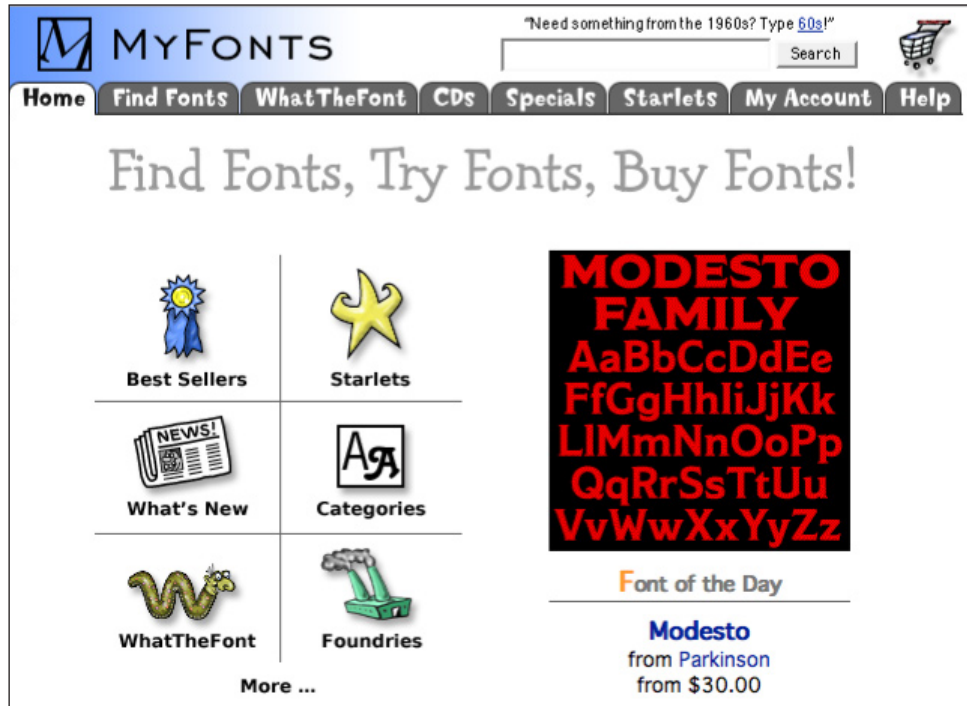 "Need something from the 1960s? Type 60s!"
MYFONTS
Search
Home Find Fonts WhatTheFont CDs Specials Starlets My Account Help
Find Fonts, Try Fonts, Buy Fonts!
Best Sellers
Starlets
NEWS!
What's New
AA
Categories
WhatTheFont
Foundries
More ...
MODESTO
FAMILY
AaBbCcDdEe
FfGgHhIiJjKk
LlMmNnOoPp
QqRrSsTtUu
VvWwXxYyZz
Font of the Day
Modesto
from Parkinson
from $30.00